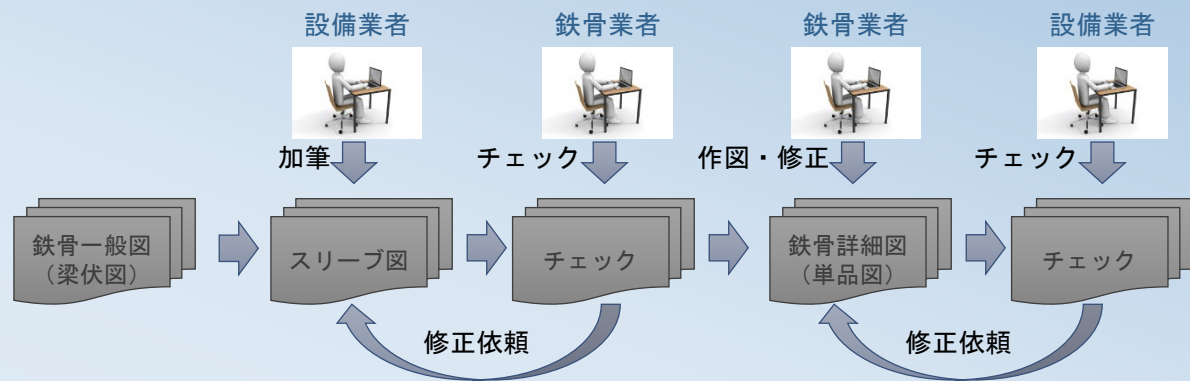 設備業者
鉄骨業者
鉄骨業者
設備業者
加筆
チェック
作図・修正
チェック
鉄骨一般図
(梁伏図)
スリーブ図
チェック
鉄骨詳細図
(単品図)
チェック
修正依頼
修正依頼